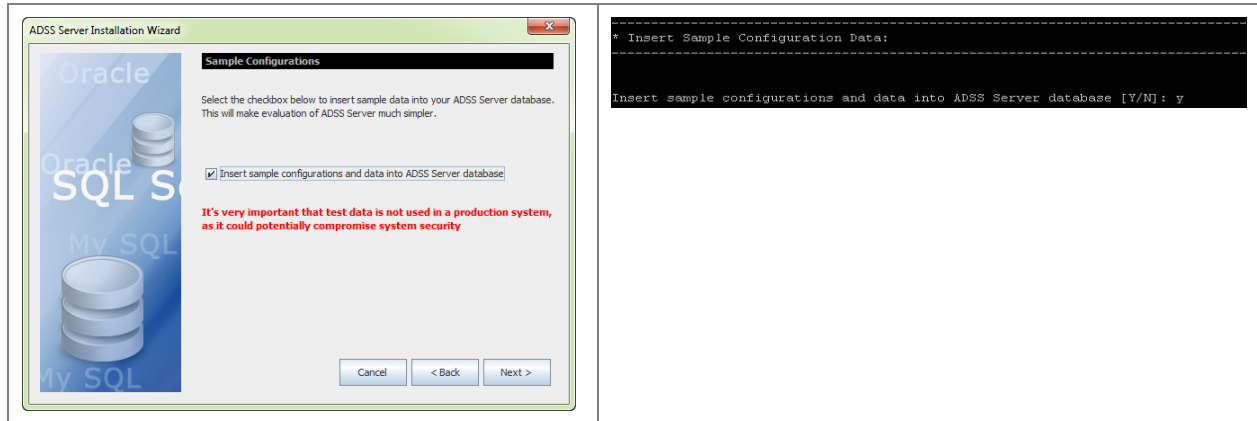 ADSS Server Installation Wizard
Oracle
Oracle
SQL S
My SQL
My SQL
Sample Configurations
Select the checkbox below to insert sample data into your ADSS Server database.
This will make evaluation of ADSS Server much simpler.
Insert sample configurations and data into ADSS Server database
It's very important that test data is not used in a production system,
as it could potentially compromise system security
Cancel
< Back
Next >
* Insert Sample Configuration Data:
Insert sample configurations and data into ADSS Server database [Y/N]: y